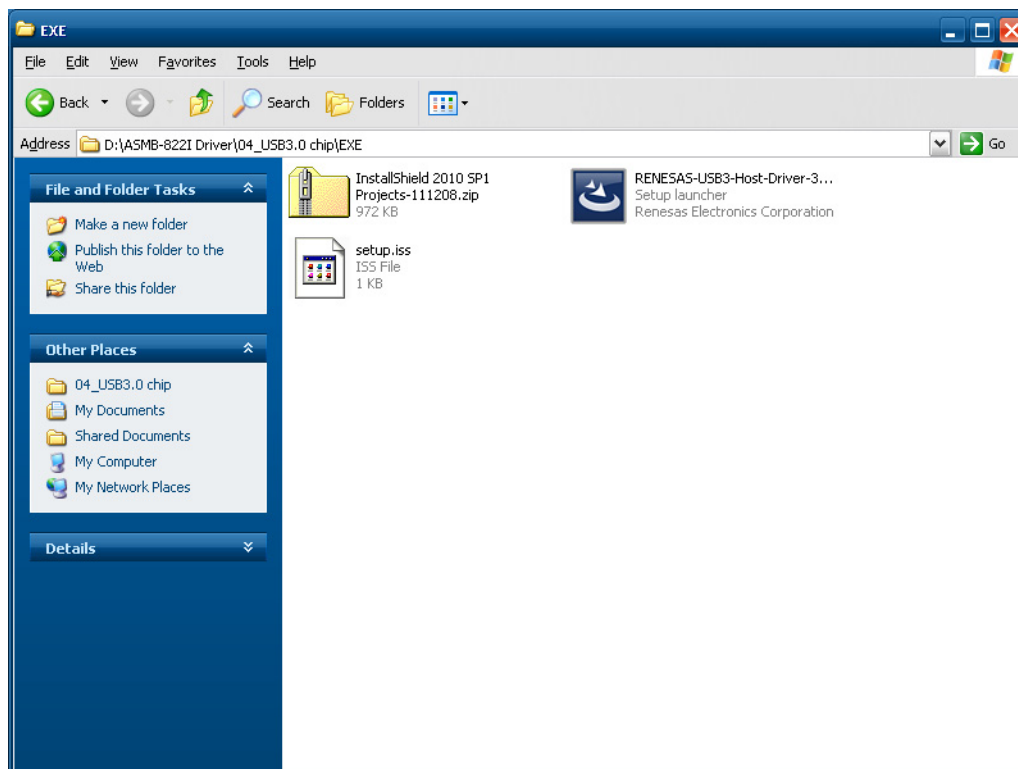 EXE
File Edit View Favorites Tools Help
Back Search Folders
Address D:\ASMB-822I Driver\04_USB3.0 chip\EXE Go
File and Folder Tasks
Make a new folder
Publish this folder to the
Web
Share this folder
Other Places
04_USB3.0 chip
My Documents
Shared Documents
My Computer
My Network Places
Details
InstallShield 2010 SP1
Projects-111208.zip
972 KB
RENESAS-USB3-Host-Driver-3...
Setup launcher
Renesas Electronics Corporation
setup.iss
ISS File
1 KB